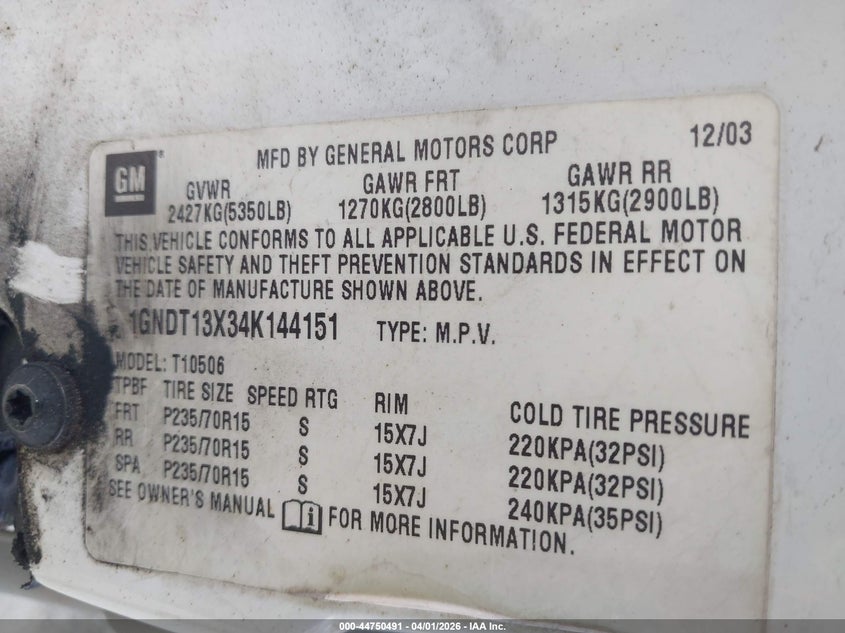 GM
MFD BY GENERAL MOTORS CORP 12/03
GVWR GAWR FRT GAWR RR
2427KG(5350LB) 1270KG(2800LB) 1315KG(2900LB)
THIS VEHICLE CONFORMS TO ALL APPLICABLE U.S. FEDERAL MOTOR
VEHICLE SAFETY AND THEFT PREVENTION STANDARDS IN EFFECT ON
THE DATE OF MANUFACTURE SHOWN ABOVE.
1GNDT13X34K144151 TYPE: M.P.V.
MODEL: T10506
TPBF TIRE SIZE SPEED RTG RIM COLD TIRE PRESSURE
FRT P235/70R15 S 15X7J 220KPA(32PSI)
RR P235/70R15 S 15X7J 220KPA(32PSI)
SPA P235/70R15 S 15X7J 240KPA(35PSI)
SEE OWNER'S MANUAL FOR MORE INFORMATION.
000-44750491 - 04/01/2026 - IAA Inc.